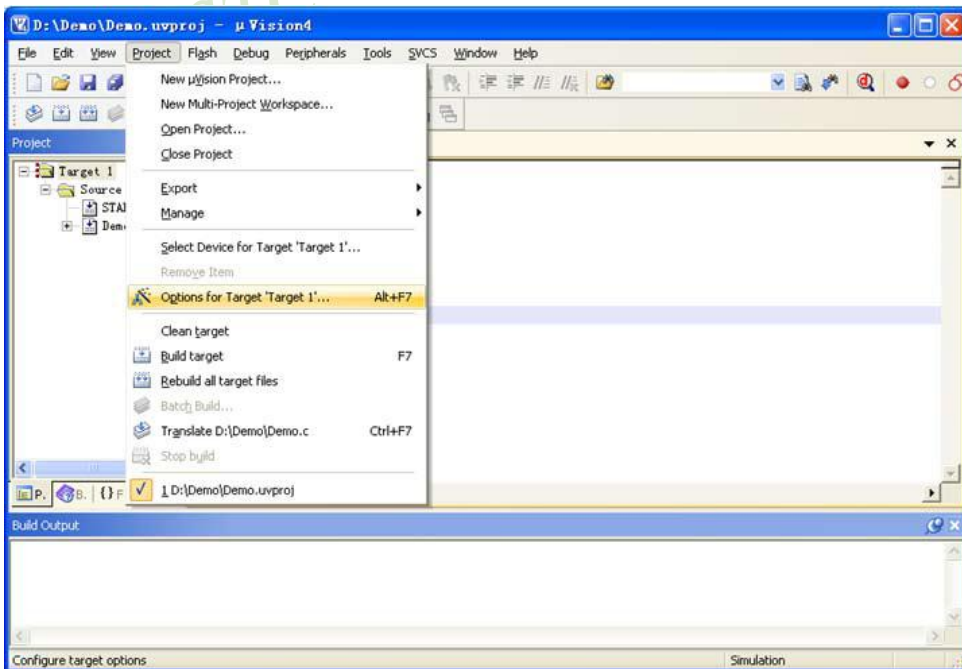 D:\Demo\Demo.uvproj - µVision4
File Edit View Project Flash Debug Peripherals Tools SVCS Window Help
Project
Target 1
Source
STA
Dem
New µVision Project...
New Multi-Project Workspace...
Open Project...
Close Project
Export
Manage
Select Device for Target 'Target 1'...
Remove Item
Options for Target 'Target 1'... Alt+F7
Clean target
Build target F7
Rebuild all target files
Batch Build...
Translate D:\Demo\Demo.c Ctrl+F7
Stop build
1 D:\Demo\Demo.uvproj
P. B. {} F
Build Output
Configure target options Simulation